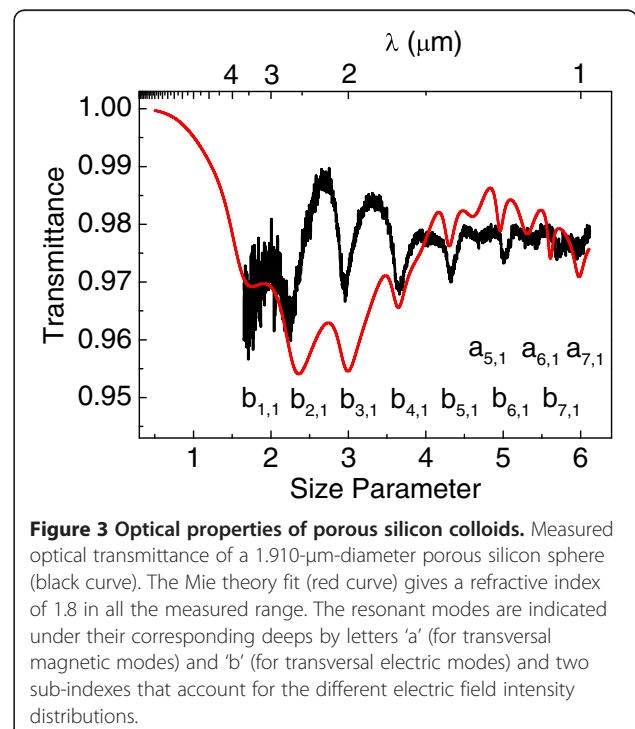 λ (μm)
4 3 2 1
1.00
0.99
0.98
0.97
0.96
0.95
Transmittance
a5,1 a6,1 a7,1
b1,1 b2,1 b3,1 b4,1 b5,1 b6,1 b7,1
1 2 3 4 5 6
Size Parameter
Figure 3 Optical properties of porous silicon colloids. Measured
optical transmittance of a 1.910-μm-diameter porous silicon sphere
(black curve). The Mie theory fit (red curve) gives a refractive index
of 1.8 in all the measured range. The resonant modes are indicated
under their corresponding deeps by letters ‘a’ (for transversal
magnetic modes) and ‘b’ (for transversal electric modes) and two
sub-indexes that account for the different electric field intensity
distributions.